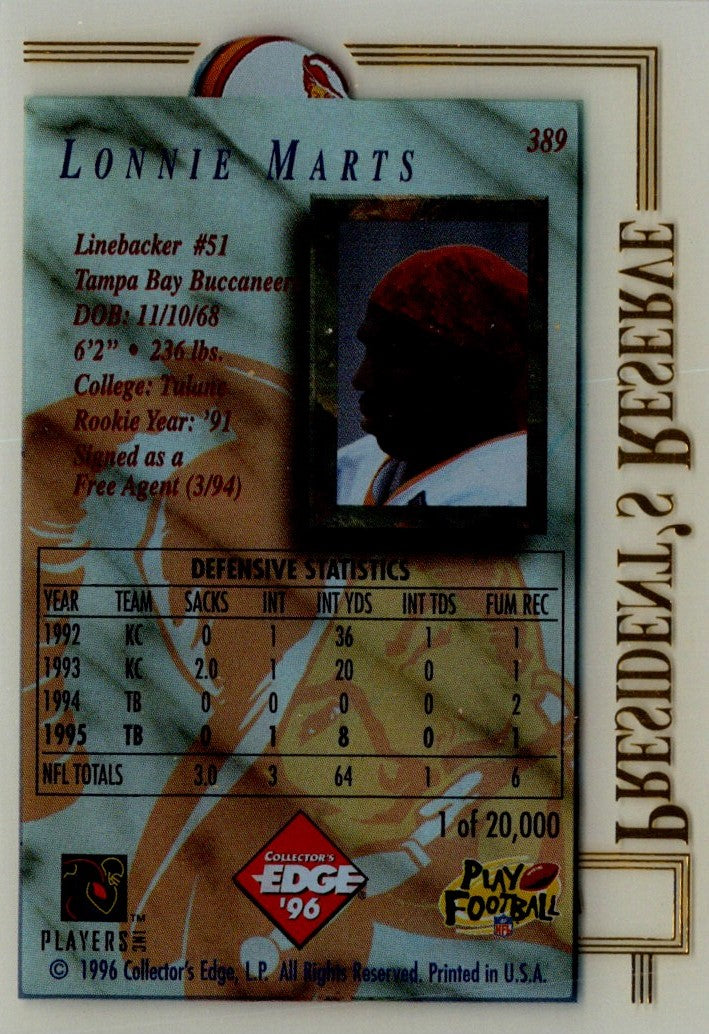 389
LONNIE MARTS
Linebacker #51
Tampa Bay Buccaneer
DOB: 11/10/68
6'2" • 236 lbs.
College: Tulane
Rookie Year: '91
Signed as a
Free Agent (3/94)
DEFENSIVE STATISTICS
YEAR TEAM SACKS INT INT YDS INT TDS FUM REC
1992 KC 0 1 36 1 1
1993 KC 2.0 1 20 0 1
1994 TB 0 0 0 0 2
1995 TB 0 1 8 0 1
NFL TOTALS 3.0 3 64 1 6
1 of 20,000
COLLECTOR'S
EDGE
'96
PLAY
FOOTBALL
NFL
PLAYERS INC ™
© 1996 Collector's Edge, L.P. All Rights Reserved. Printed in U.S.A.
PRESIDENT'S RESERVE